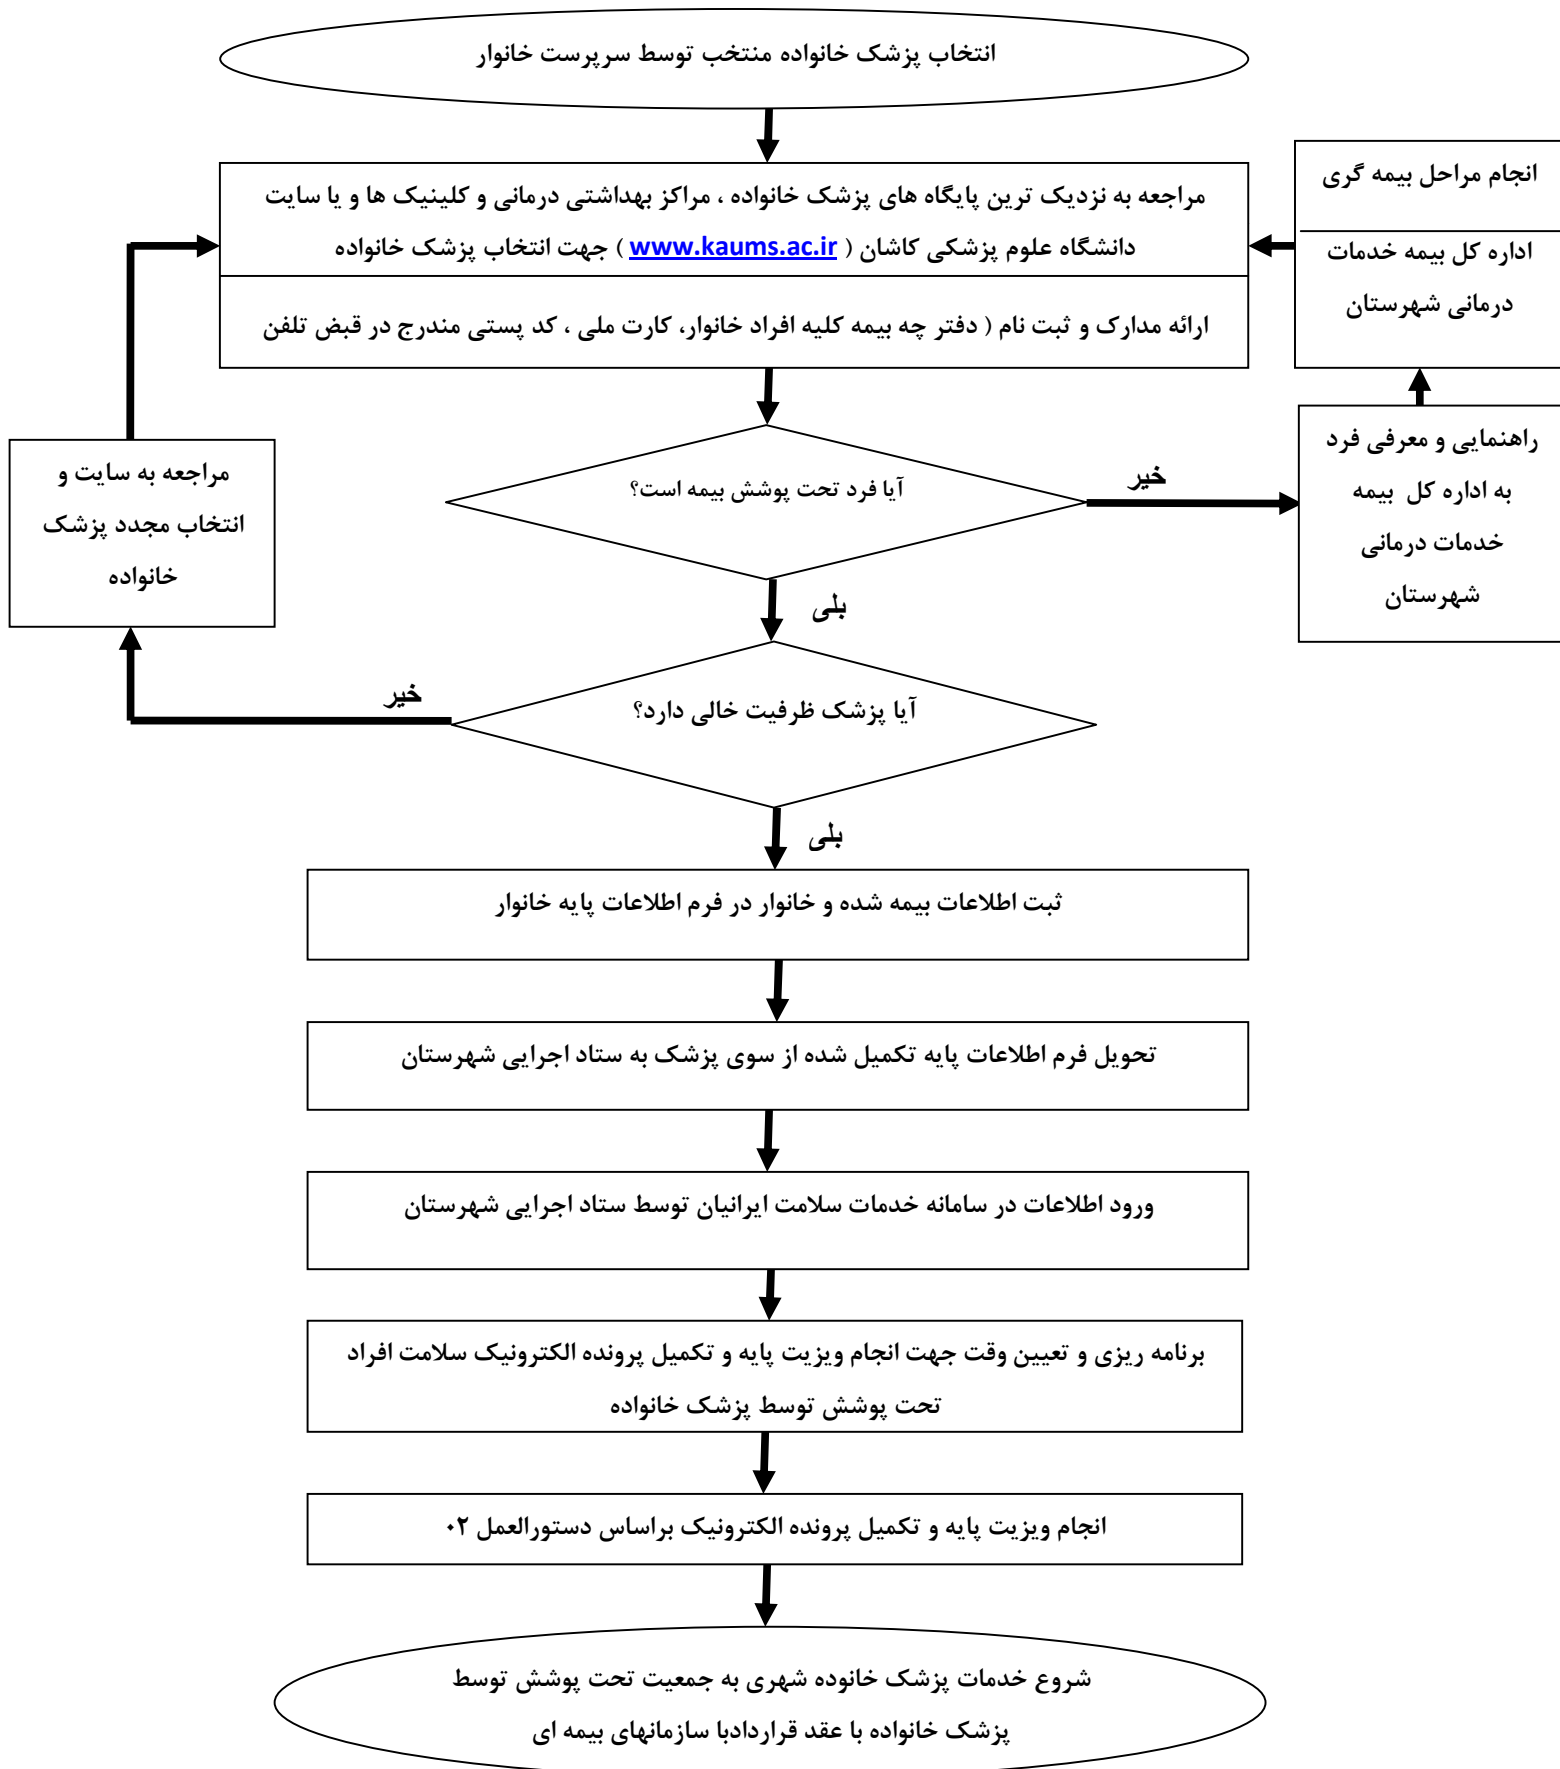 انتخاب پزشک خانواده منتخب توسط سرپرست خانوار
مراجعه به نزدیک ترین پایگاه های پزشک خانواده ، مراکز بهداشتی درمانی و کلینیک ها و یا سایت
دانشگاه علوم پزشکی کاشان ( www.kaums.ac.ir ) جهت انتخاب پزشک خانواده
ارائه مدارک و ثبت نام ( دفتر چه بیمه کلیه افراد خانوار، کارت ملی ، کد پستی مندرج در قبض تلفن
انجام مراحل بیمه گری
اداره کل بیمه خدمات
درمانی شهرستان
آیا فرد تحت پوشش بیمه است؟
خیر
راهنمایی و معرفی فرد
به اداره کل بیمه
خدمات درمانی
شهرستان
مراجعه به سایت و
انتخاب مجدد پزشک
خانواده
بلی
آیا پزشک ظرفیت خالی دارد؟
خیر
بلی
ثبت اطلاعات بیمه شده و خانوار در فرم اطلاعات پایه خانوار
تحویل فرم اطلاعات پایه تکمیل شده از سوی پزشک به ستاد اجرایی شهرستان
ورود اطلاعات در سامانه خدمات سلامت ایرانیان توسط ستاد اجرایی شهرستان
برنامه ریزی و تعیین وقت جهت انجام ویزیت پایه و تکمیل پرونده الکترونیک سلامت افراد
تحت پوشش توسط پزشک خانواده
انجام ویزیت پایه و تکمیل پرونده الکترونیک براساس دستورالعمل ۰۲
شروع خدمات پزشک خانوده شهری به جمعیت تحت پوشش توسط
پزشک خانواده با عقد قراردادبا سازمانهای بیمه ای